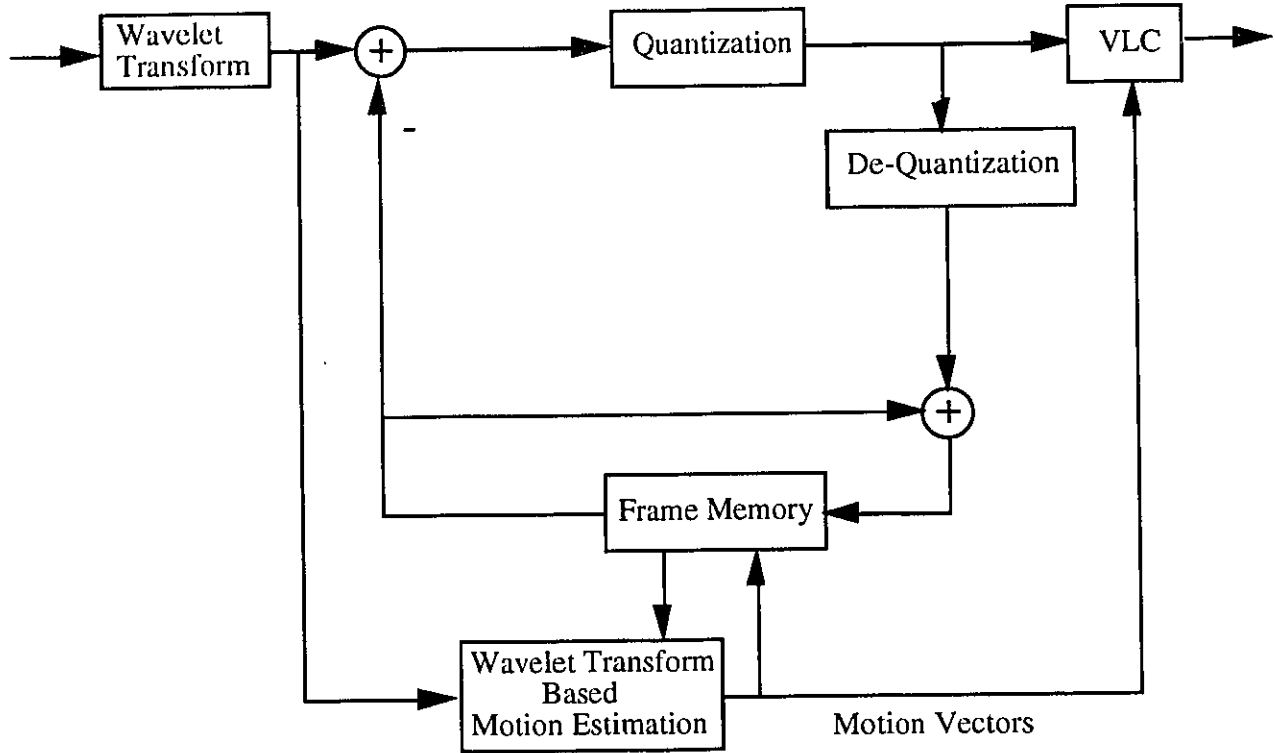 Wavelet
Transform
+
Quantization
VLC
-
De-Quantization
+
Frame Memory
Wavelet Transform
Based
Motion Estimation
Motion Vectors